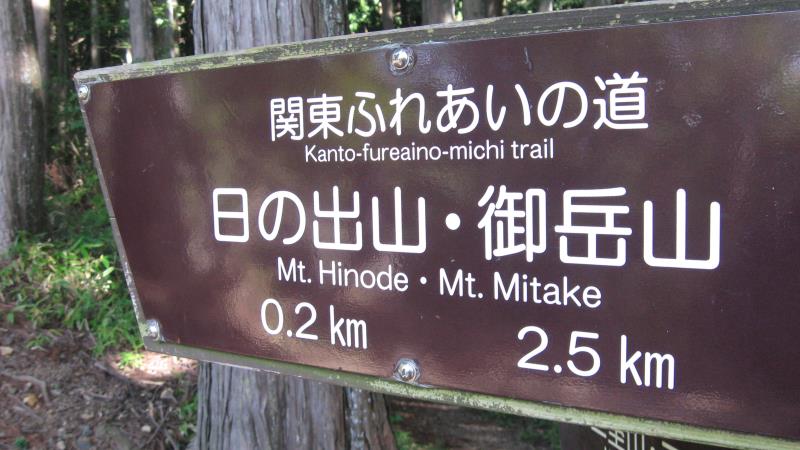 関東ふれあいの道
Kanto-fureaino-michi trail
日の出山・御岳山
Mt. Hinode・Mt. Mitake
0.2 km 2.5 km